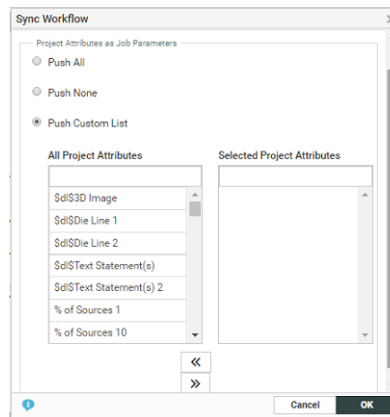 Sync Workflow
Project Attributes as Job Parameters
Push All
Push None
Push Custom List
All Project Attributes
Selected Project Attributes
$dl$3D Image
$dl$Die Line 1
$dl$Die Line 2
$dl$Text Statement(s)
$dl$Text Statement(s) 2
% of Sources 1
% of Sources 10
«
»
Cancel
OK